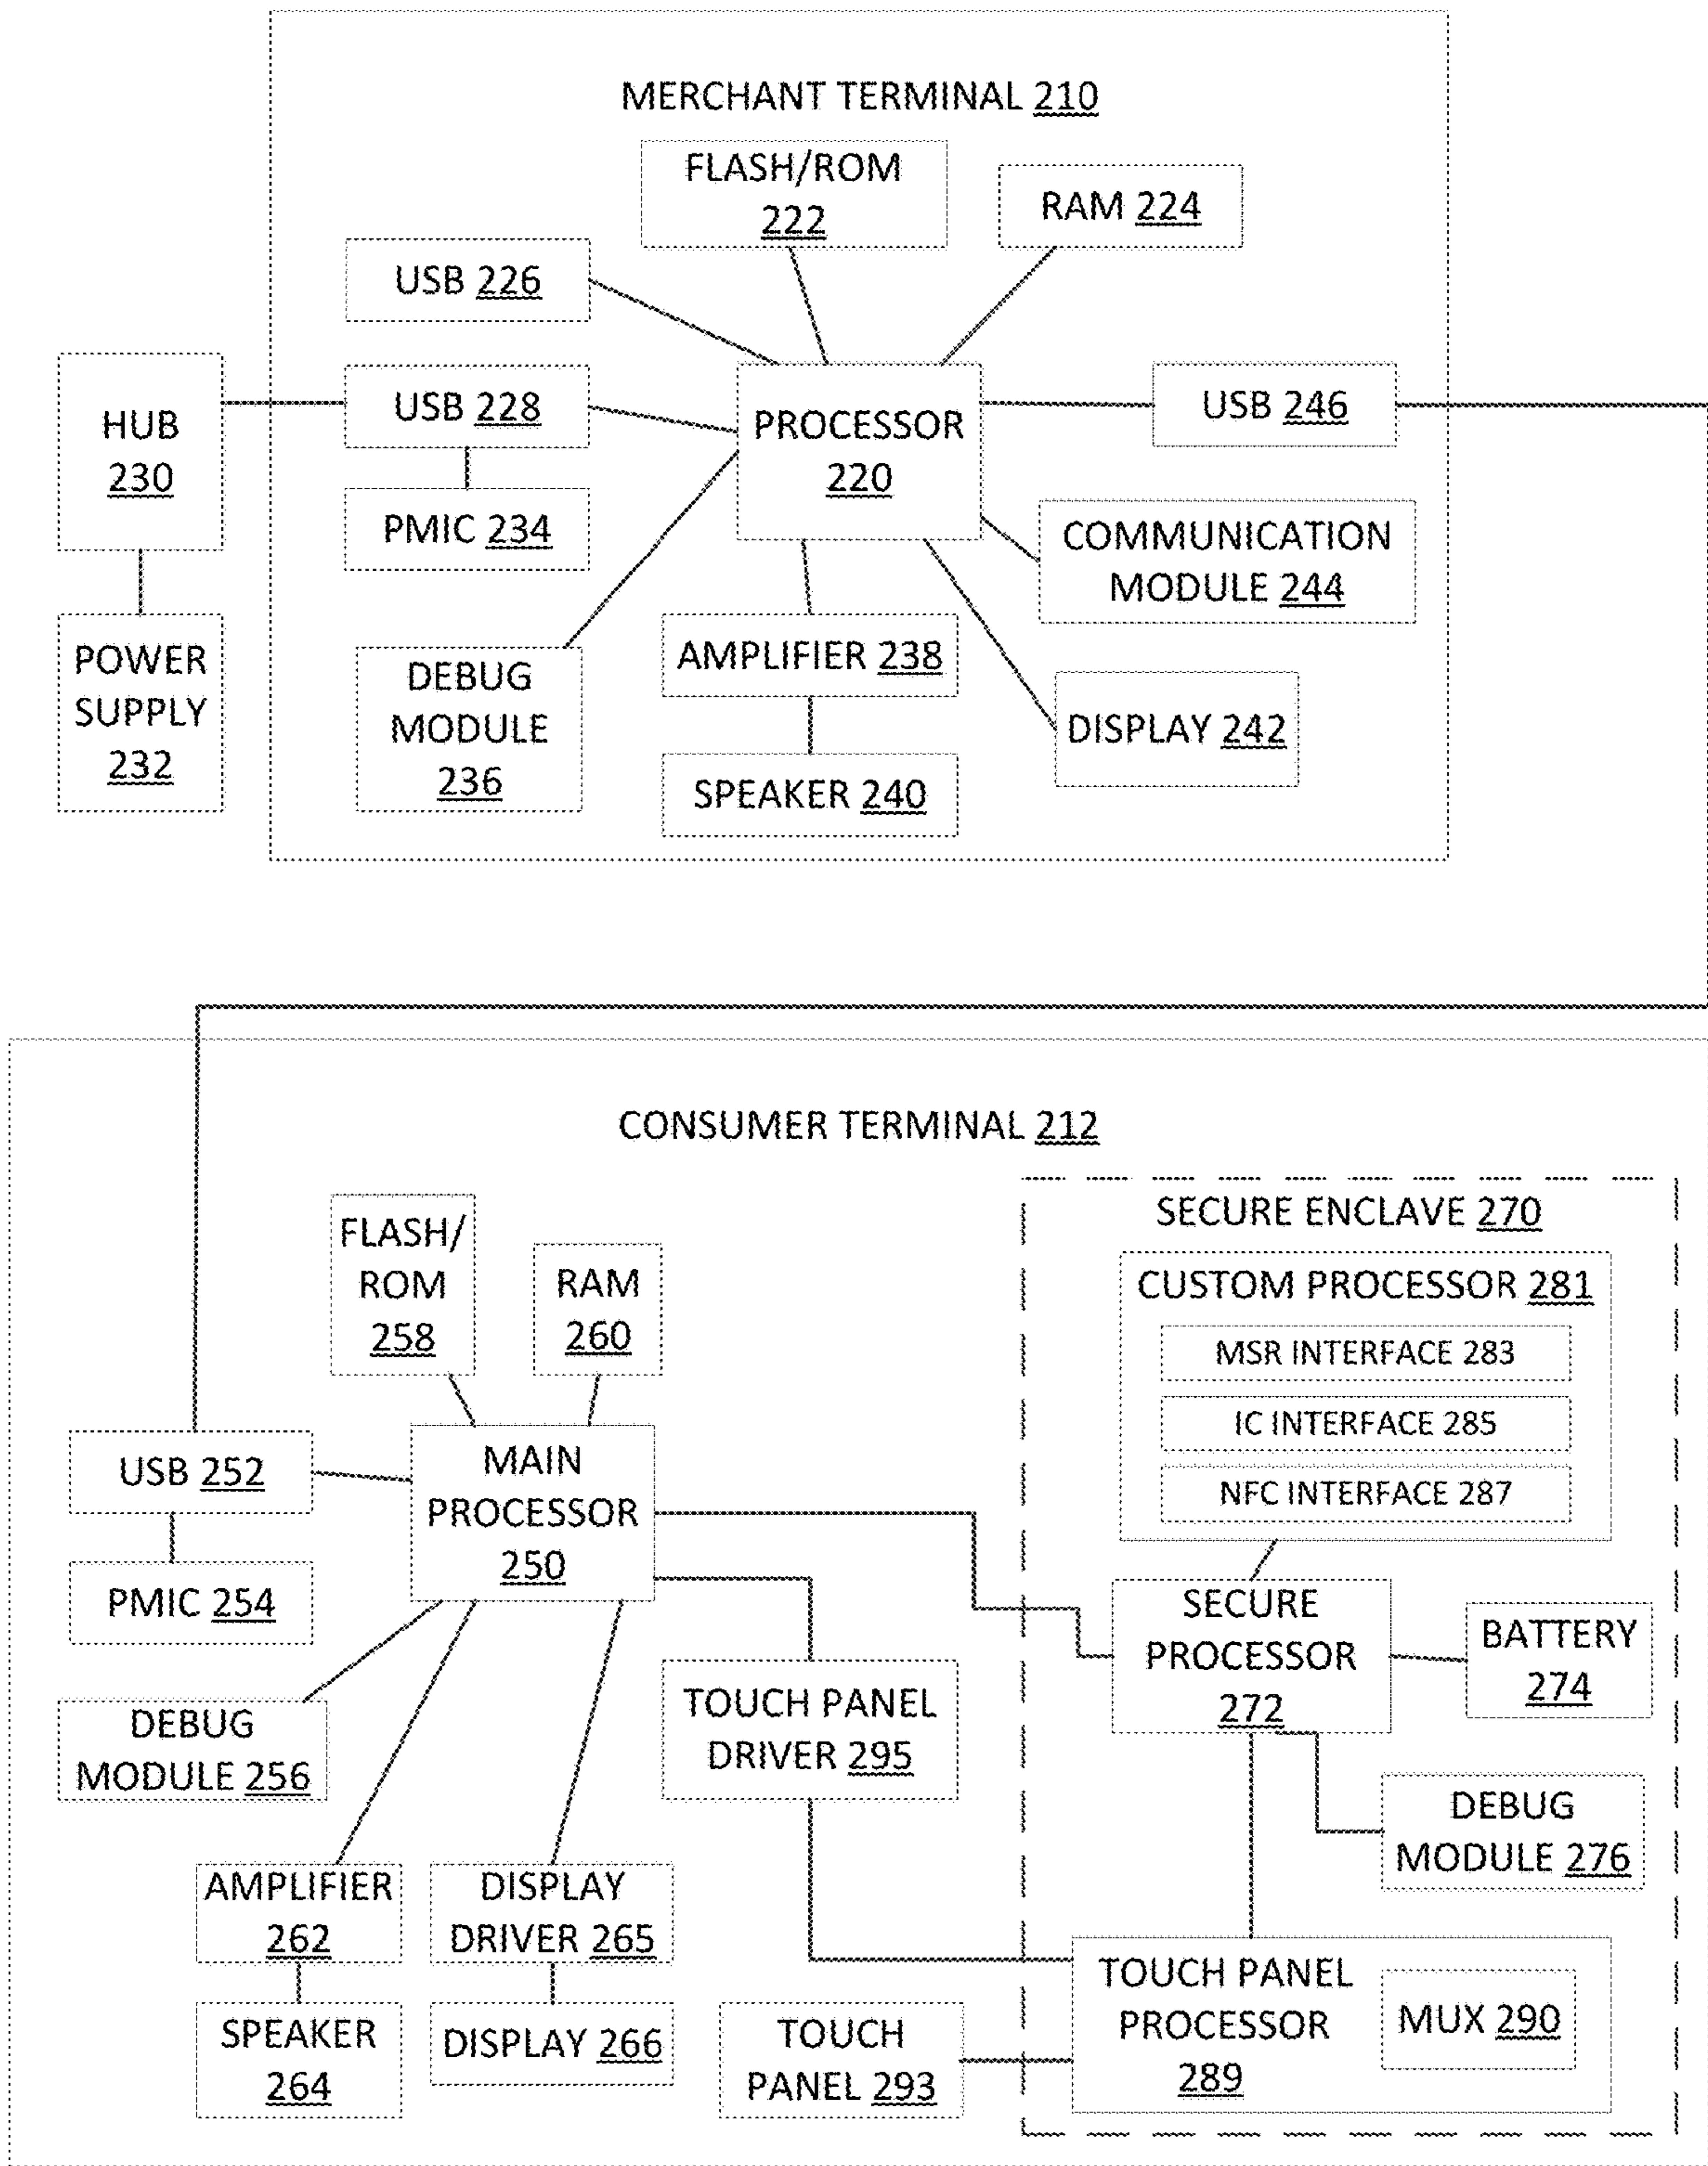 MERCHANT TERMINAL 210
FLASH/ROM
222
RAM 224
USB 226
HUB
230
USB 228
PROCESSOR
220
USB 246
PMIC 234
COMMUNICATION
MODULE 244
POWER
SUPPLY
232
DEBUG
MODULE
236
AMPLIFIER 238
DISPLAY 242
SPEAKER 240
CONSUMER TERMINAL 212
FLASH/
ROM
258
RAM
260
SECURE ENCLAVE 270
CUSTOM PROCESSOR 281
MSR INTERFACE 283
IC INTERFACE 285
NFC INTERFACE 287
USB 252
MAIN
PROCESSOR
250
PMIC 254
SECURE
PROCESSOR
272
BATTERY
274
DEBUG
MODULE 256
TOUCH PANEL
DRIVER 295
DEBUG
MODULE 276
AMPLIFIER
262
DISPLAY
DRIVER 265
TOUCH PANEL
PROCESSOR
289
MUX 290
SPEAKER
264
DISPLAY 266
TOUCH
PANEL 293